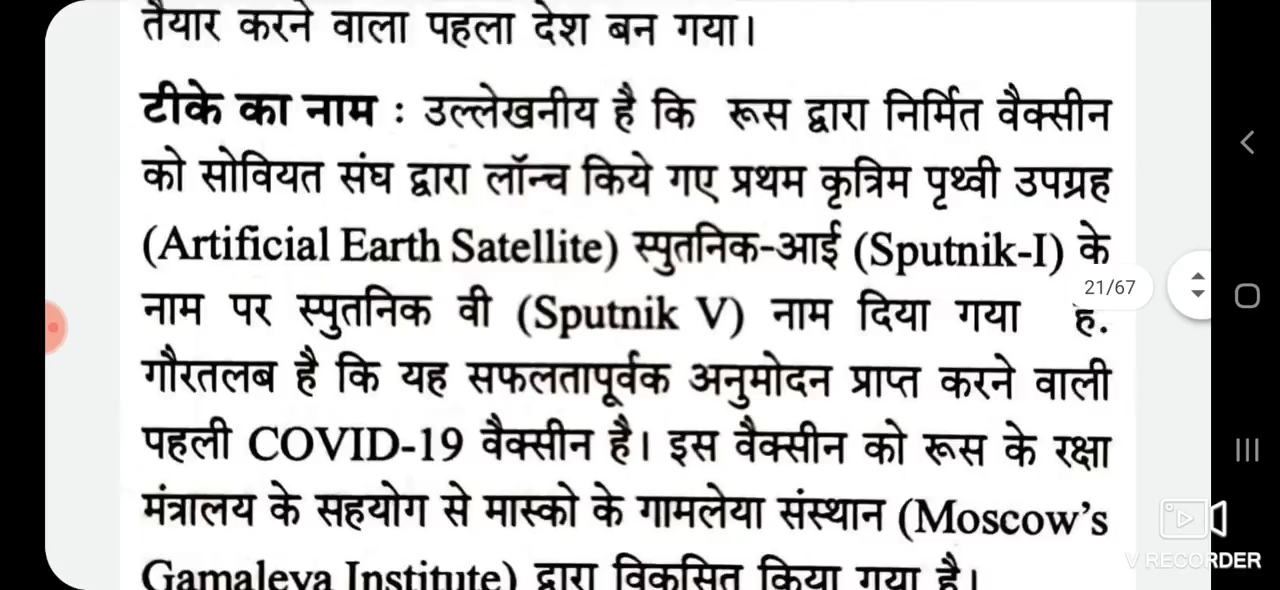 तैयार करने वाला पहला देश बन गया।
टीके का नाम : उल्लेखनीय है कि रूस द्वारा निर्मित वैक्सीन
को सोवियत संघ द्वारा लॉन्च किये गए प्रथम कृत्रिम पृथ्वी उपग्रह
(Artificial Earth Satellite) स्पुतनिक-आई (Sputnik-I) के
21/67
नाम पर स्पुतनिक वी (Sputnik V) नाम दिया गया है.
गौरतलब है कि यह सफलतापूर्वक अनुमोदन प्राप्त करने वाली
पहली COVID-19 वैक्सीन है। इस वैक्सीन को रूस के रक्षा
मंत्रालय के सहयोग से मास्को के गामलेया संस्थान (Moscow's
Gamaleya Institute) द्वारा विकसित किया गया है।
V RECORDER